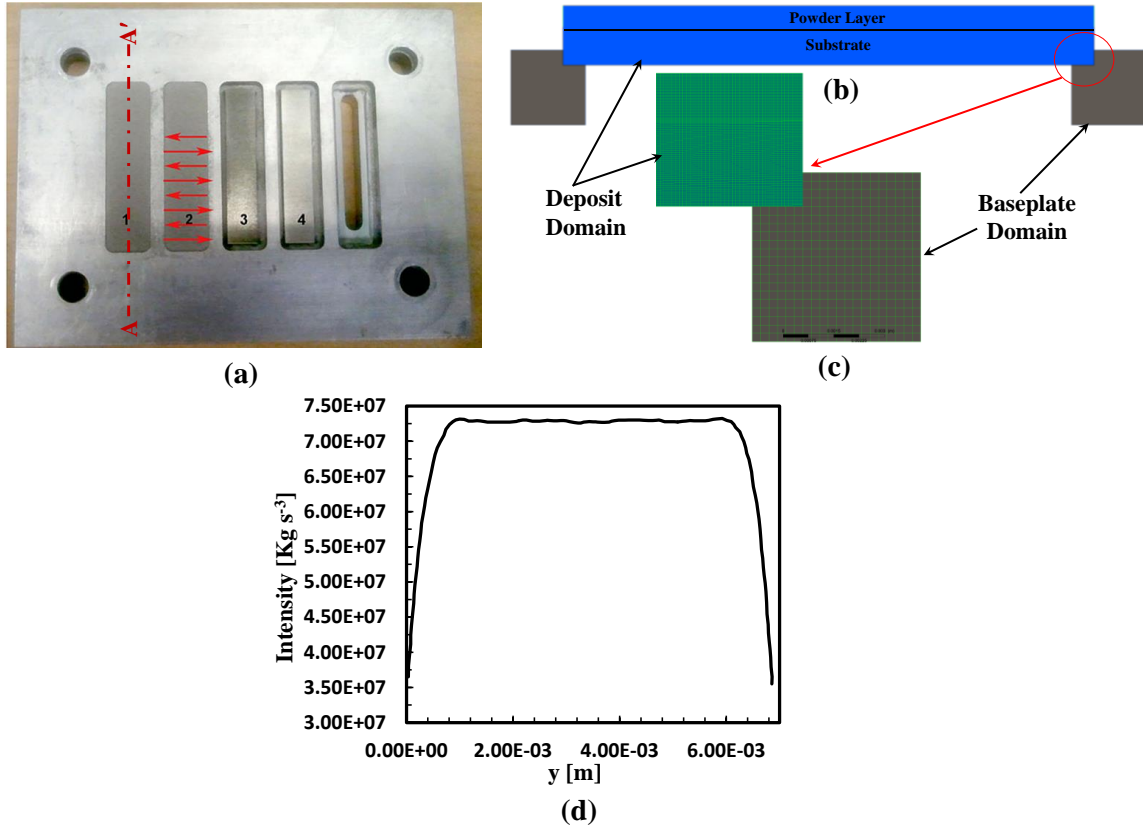 A'
1
2
3
4
A
(a)
Powder Layer
Substrate
(b)
Deposit
Domain
Baseplate
Domain
(c)
7.50E+07
7.00E+07
6.50E+07
6.00E+07
5.50E+07
5.00E+07
4.50E+07
4.00E+07
3.50E+07
3.00E+07
Intensity [Kg s⁻³]
0.00E+00 2.00E-03 4.00E-03 6.00E-03
y [m]
(d)